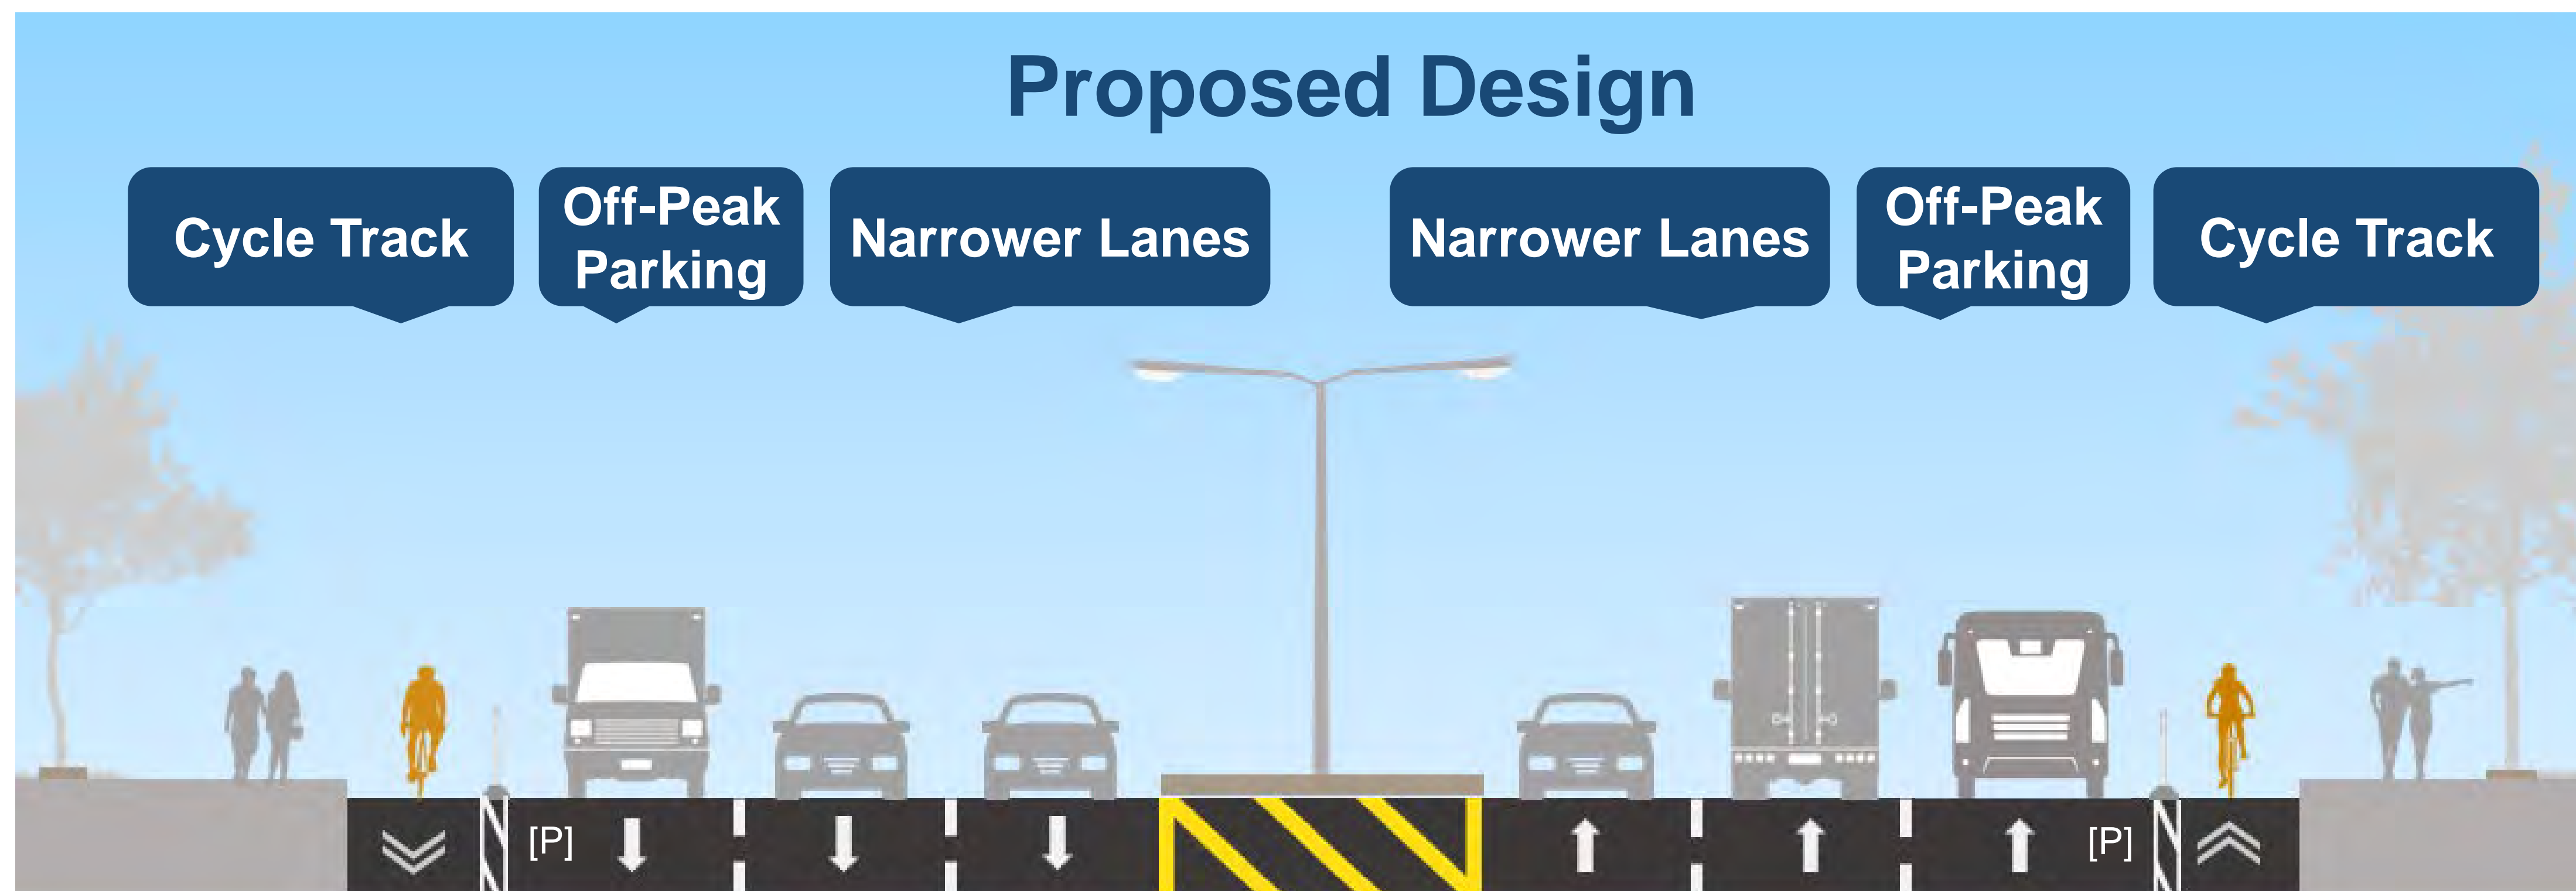 Proposed Design
Cycle Track
Off-Peak
Parking
Narrower Lanes
Narrower Lanes
Off-Peak
Parking
Cycle Track
[P]
[P]